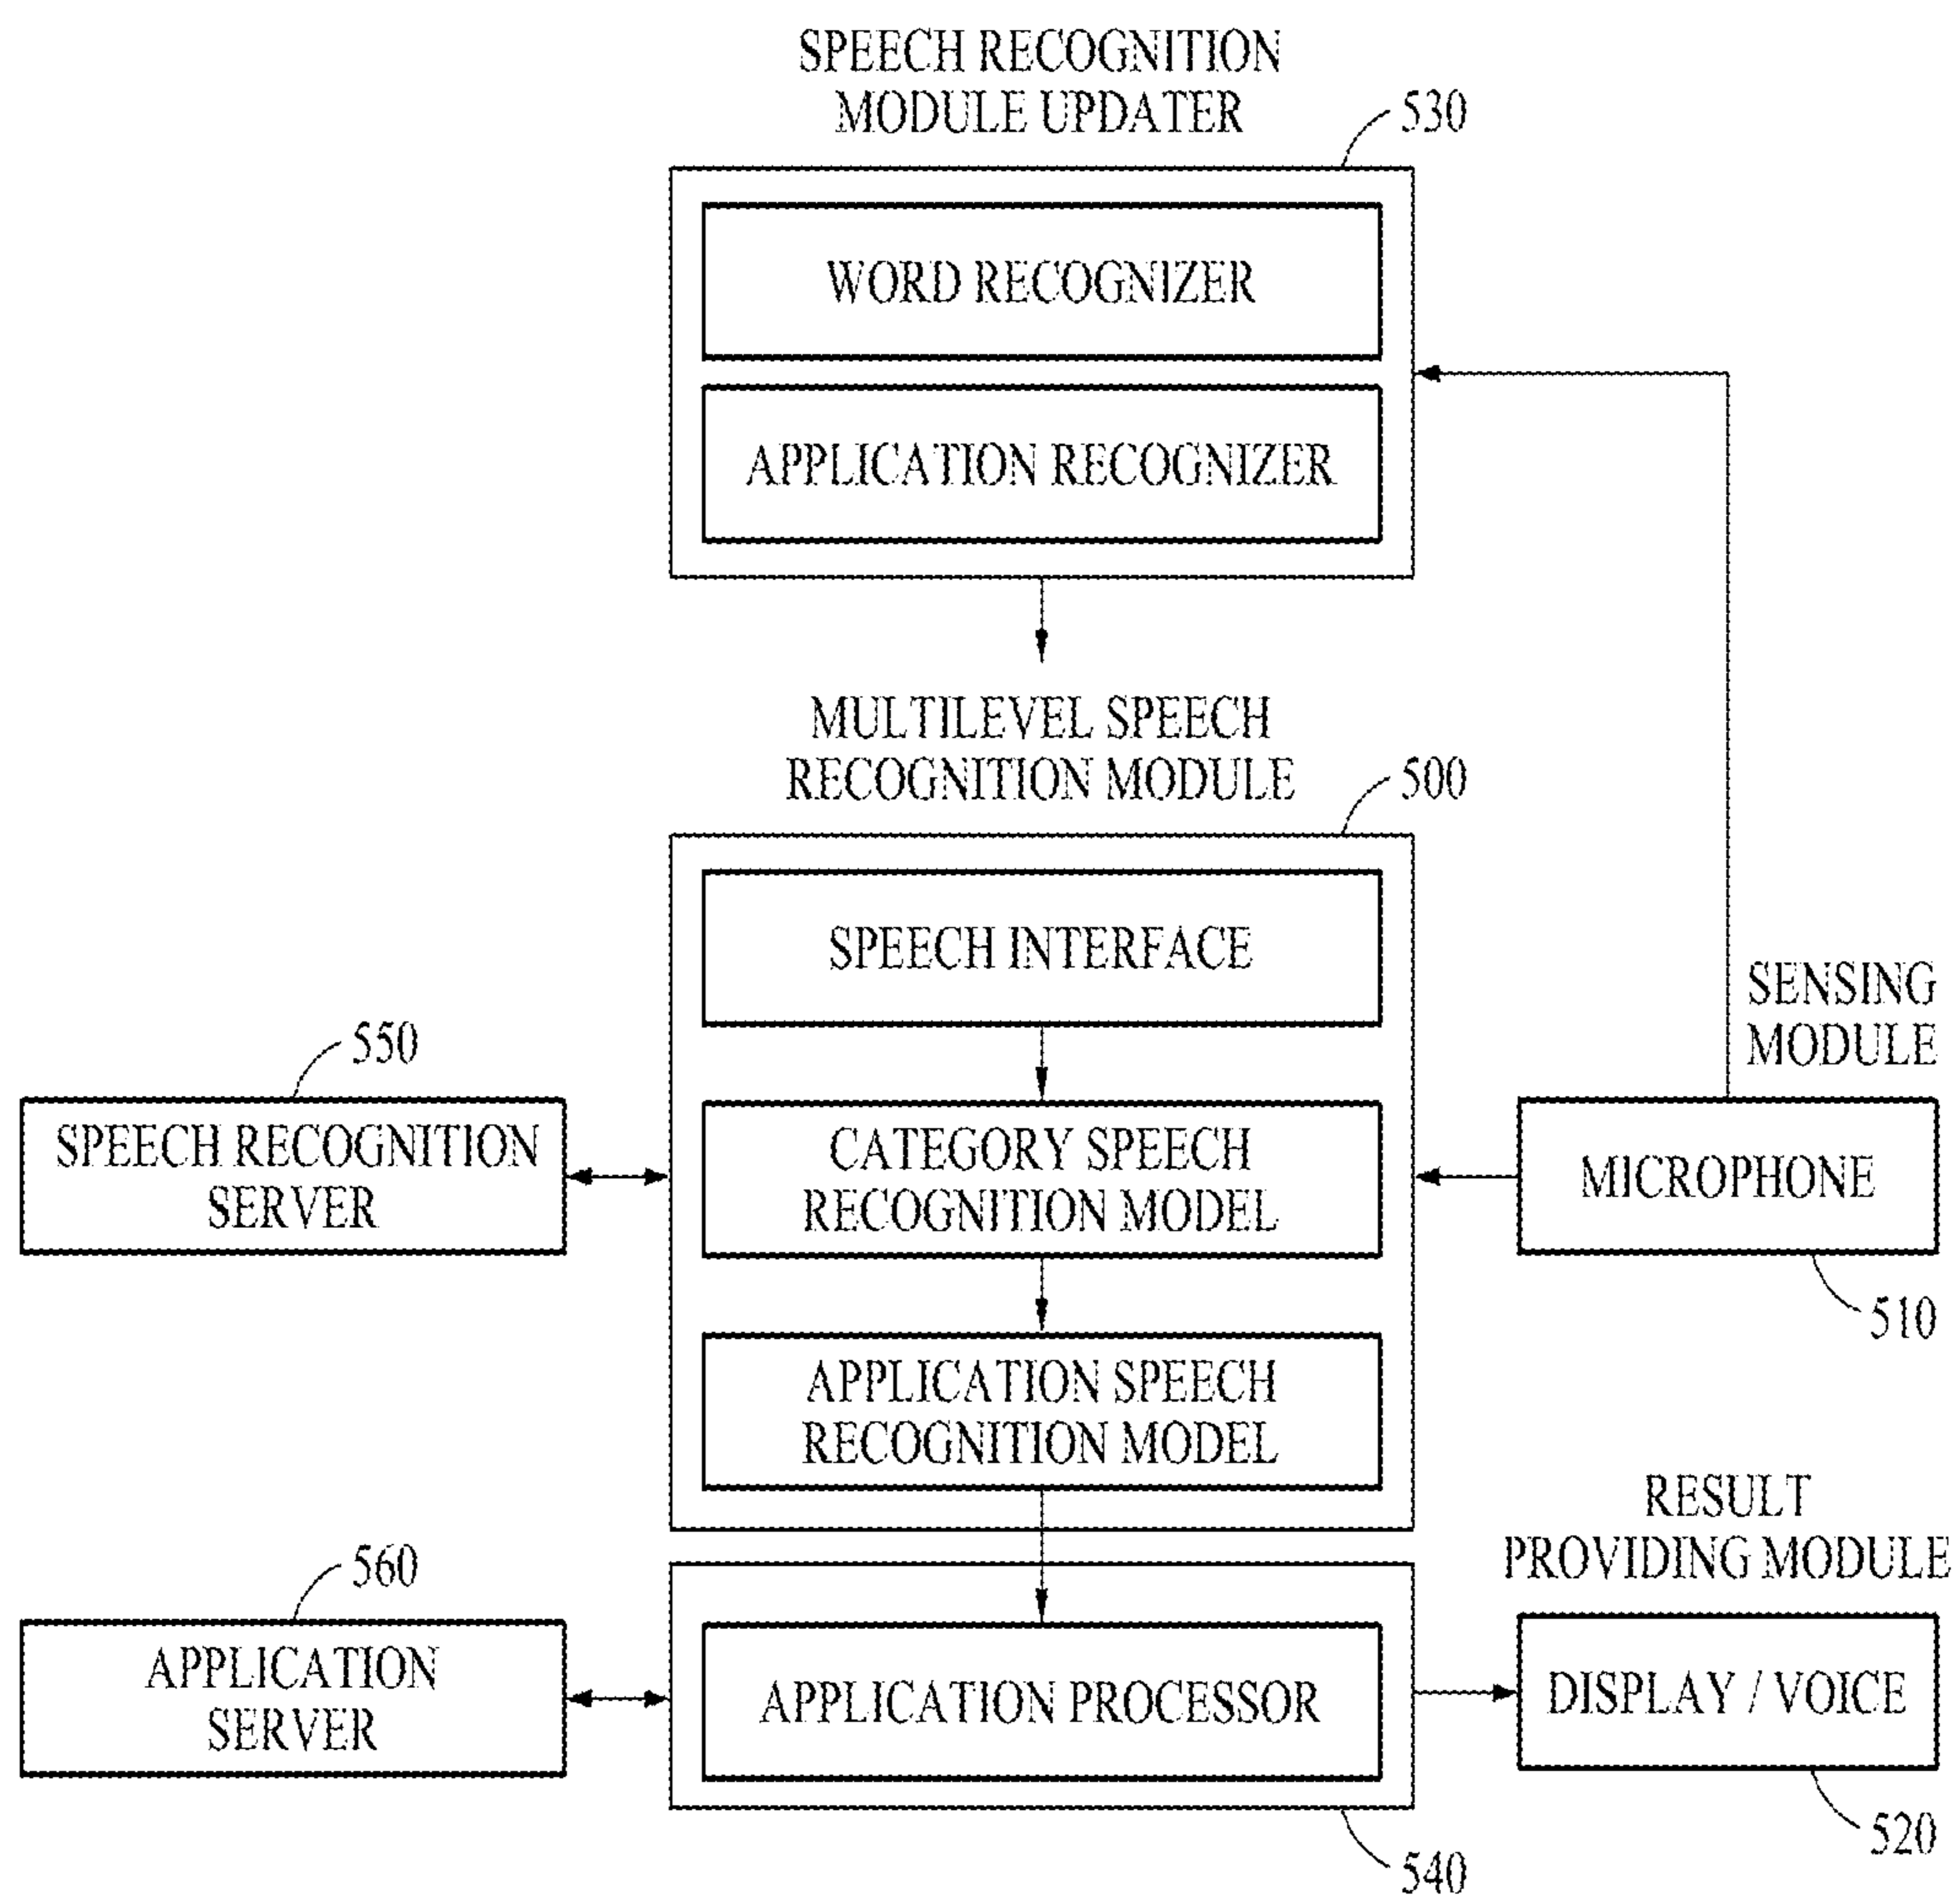 SPEECH RECOGNITION
MODULE UPDATER
530
WORD RECOGNIZER
APPLICATION RECOGNIZER
MULTILEVEL SPEECH
RECOGNITION MODULE
500
SPEECH INTERFACE
SENSING
MODULE
550
SPEECH RECOGNITION
SERVER
CATEGORY SPEECH
RECOGNITION MODEL
MICROPHONE
510
APPLICATION SPEECH
RECOGNITION MODEL
RESULT
PROVIDING MODULE
560
APPLICATION
SERVER
APPLICATION PROCESSOR
DISPLAY / VOICE
520
540